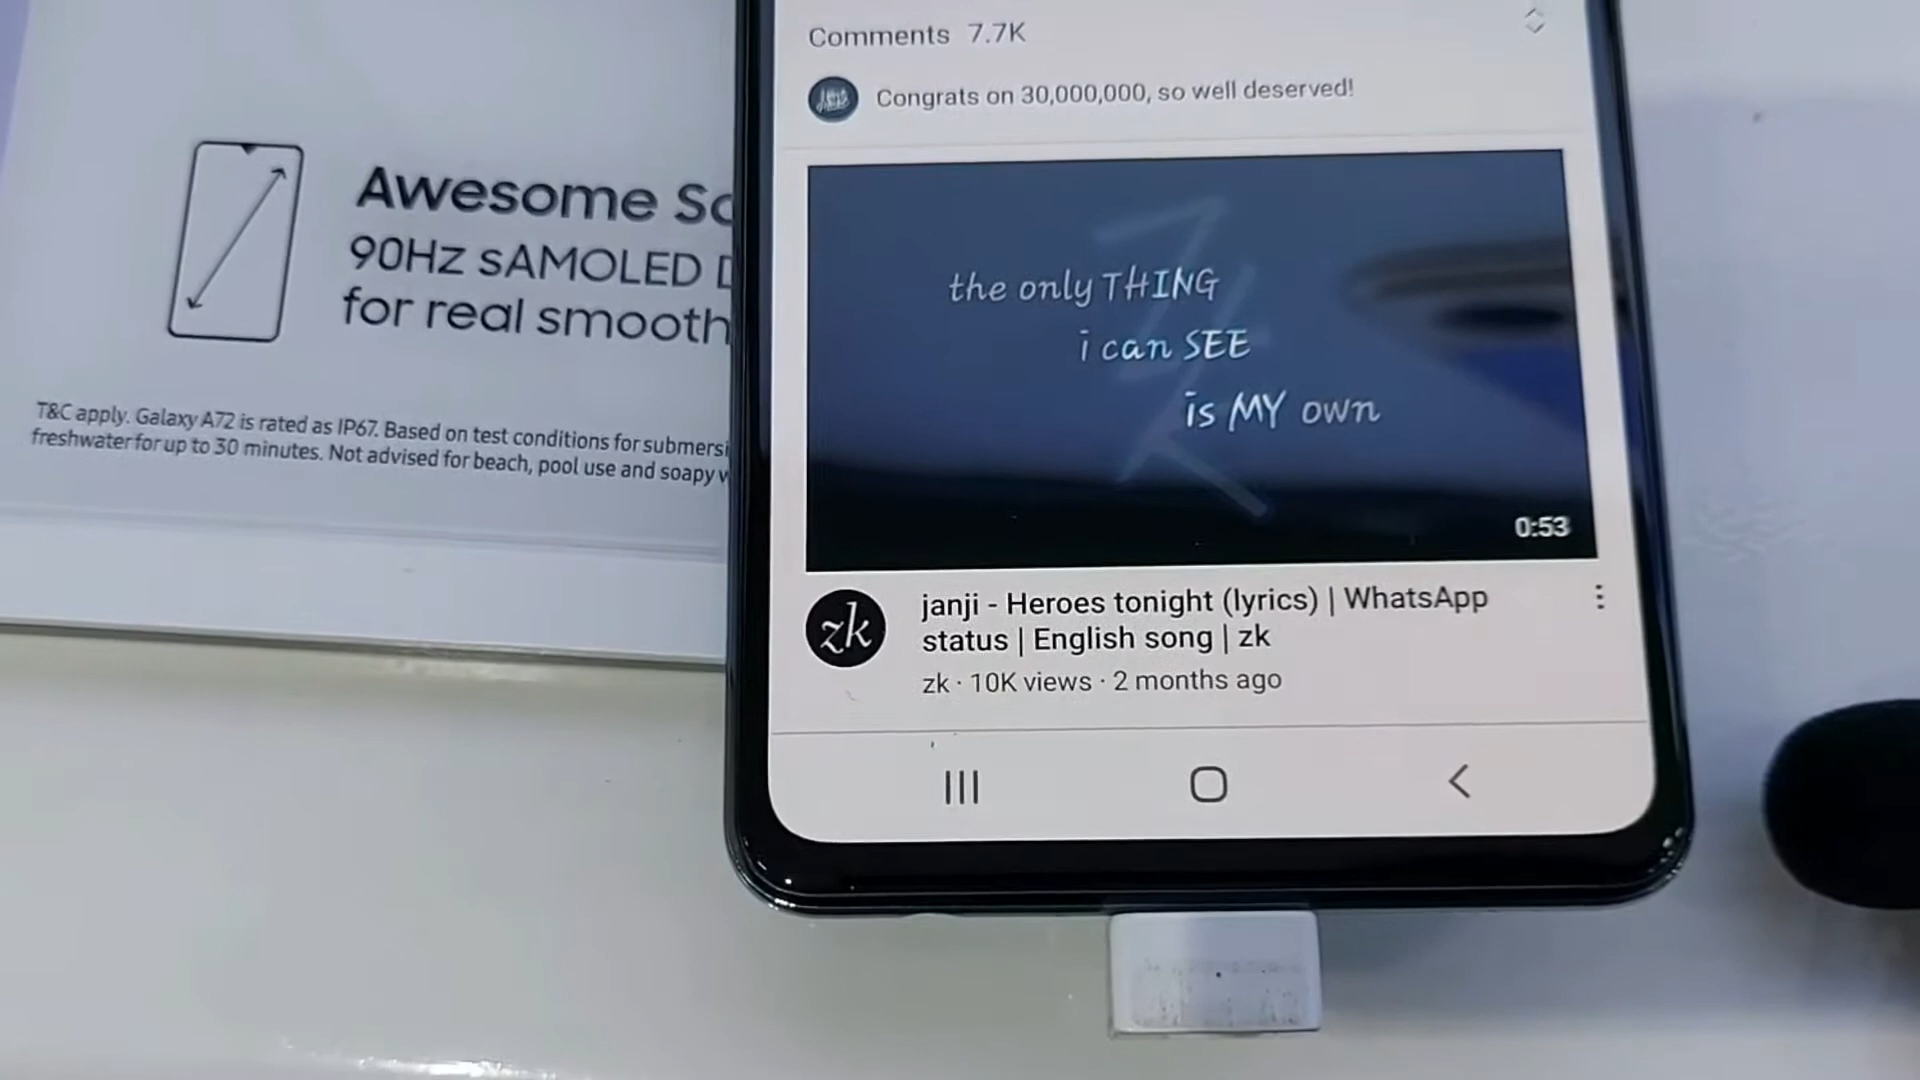 Awesome
90Hz sAMOLED
for real smooth
T&C apply. Galaxy A72 is rated as IP67. Based on test conditions for
freshwater for up to 30 minutes. Not advised for beach, pool use and soapy
Comments 7.7K
Congrats on 30,000,000, so well deserved!
the only THING
i can SEE
is MY own
0:53
zk
janji - Heroes tonight (lyrics) | WhatsApp
status | English song | zk
zk · 10K views · 2 months ago